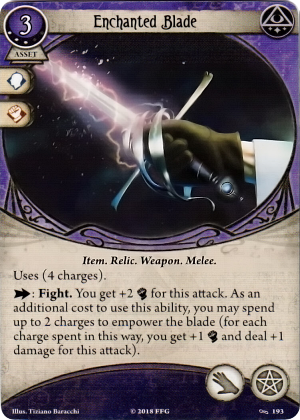 Enchanted Blade
3
ASSET
Item. Relic. Weapon. Melee.
Uses (4 charges).
: Fight. You get +2 for this attack. As an
additional cost to use this ability, you may spend
up to 2 charges to empower the blade (for each
charge spent in this way, you get +1 and deal +1
damage for this attack).
Illus. Tiziano Baracchi
© 2018 FFG
193